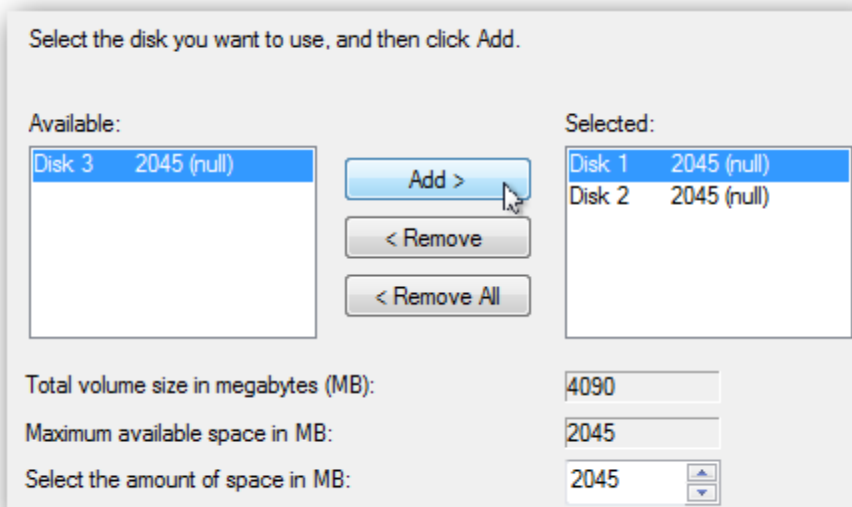 Select the disk you want to use, and then click Add.
Available:
Selected:
Disk 3 2045 (null)
Add >
Disk 1 2045 (null)
Disk 2 2045 (null)
< Remove
< Remove All
Total volume size in megabytes (MB): 4090
Maximum available space in MB: 2045
Select the amount of space in MB: 2045